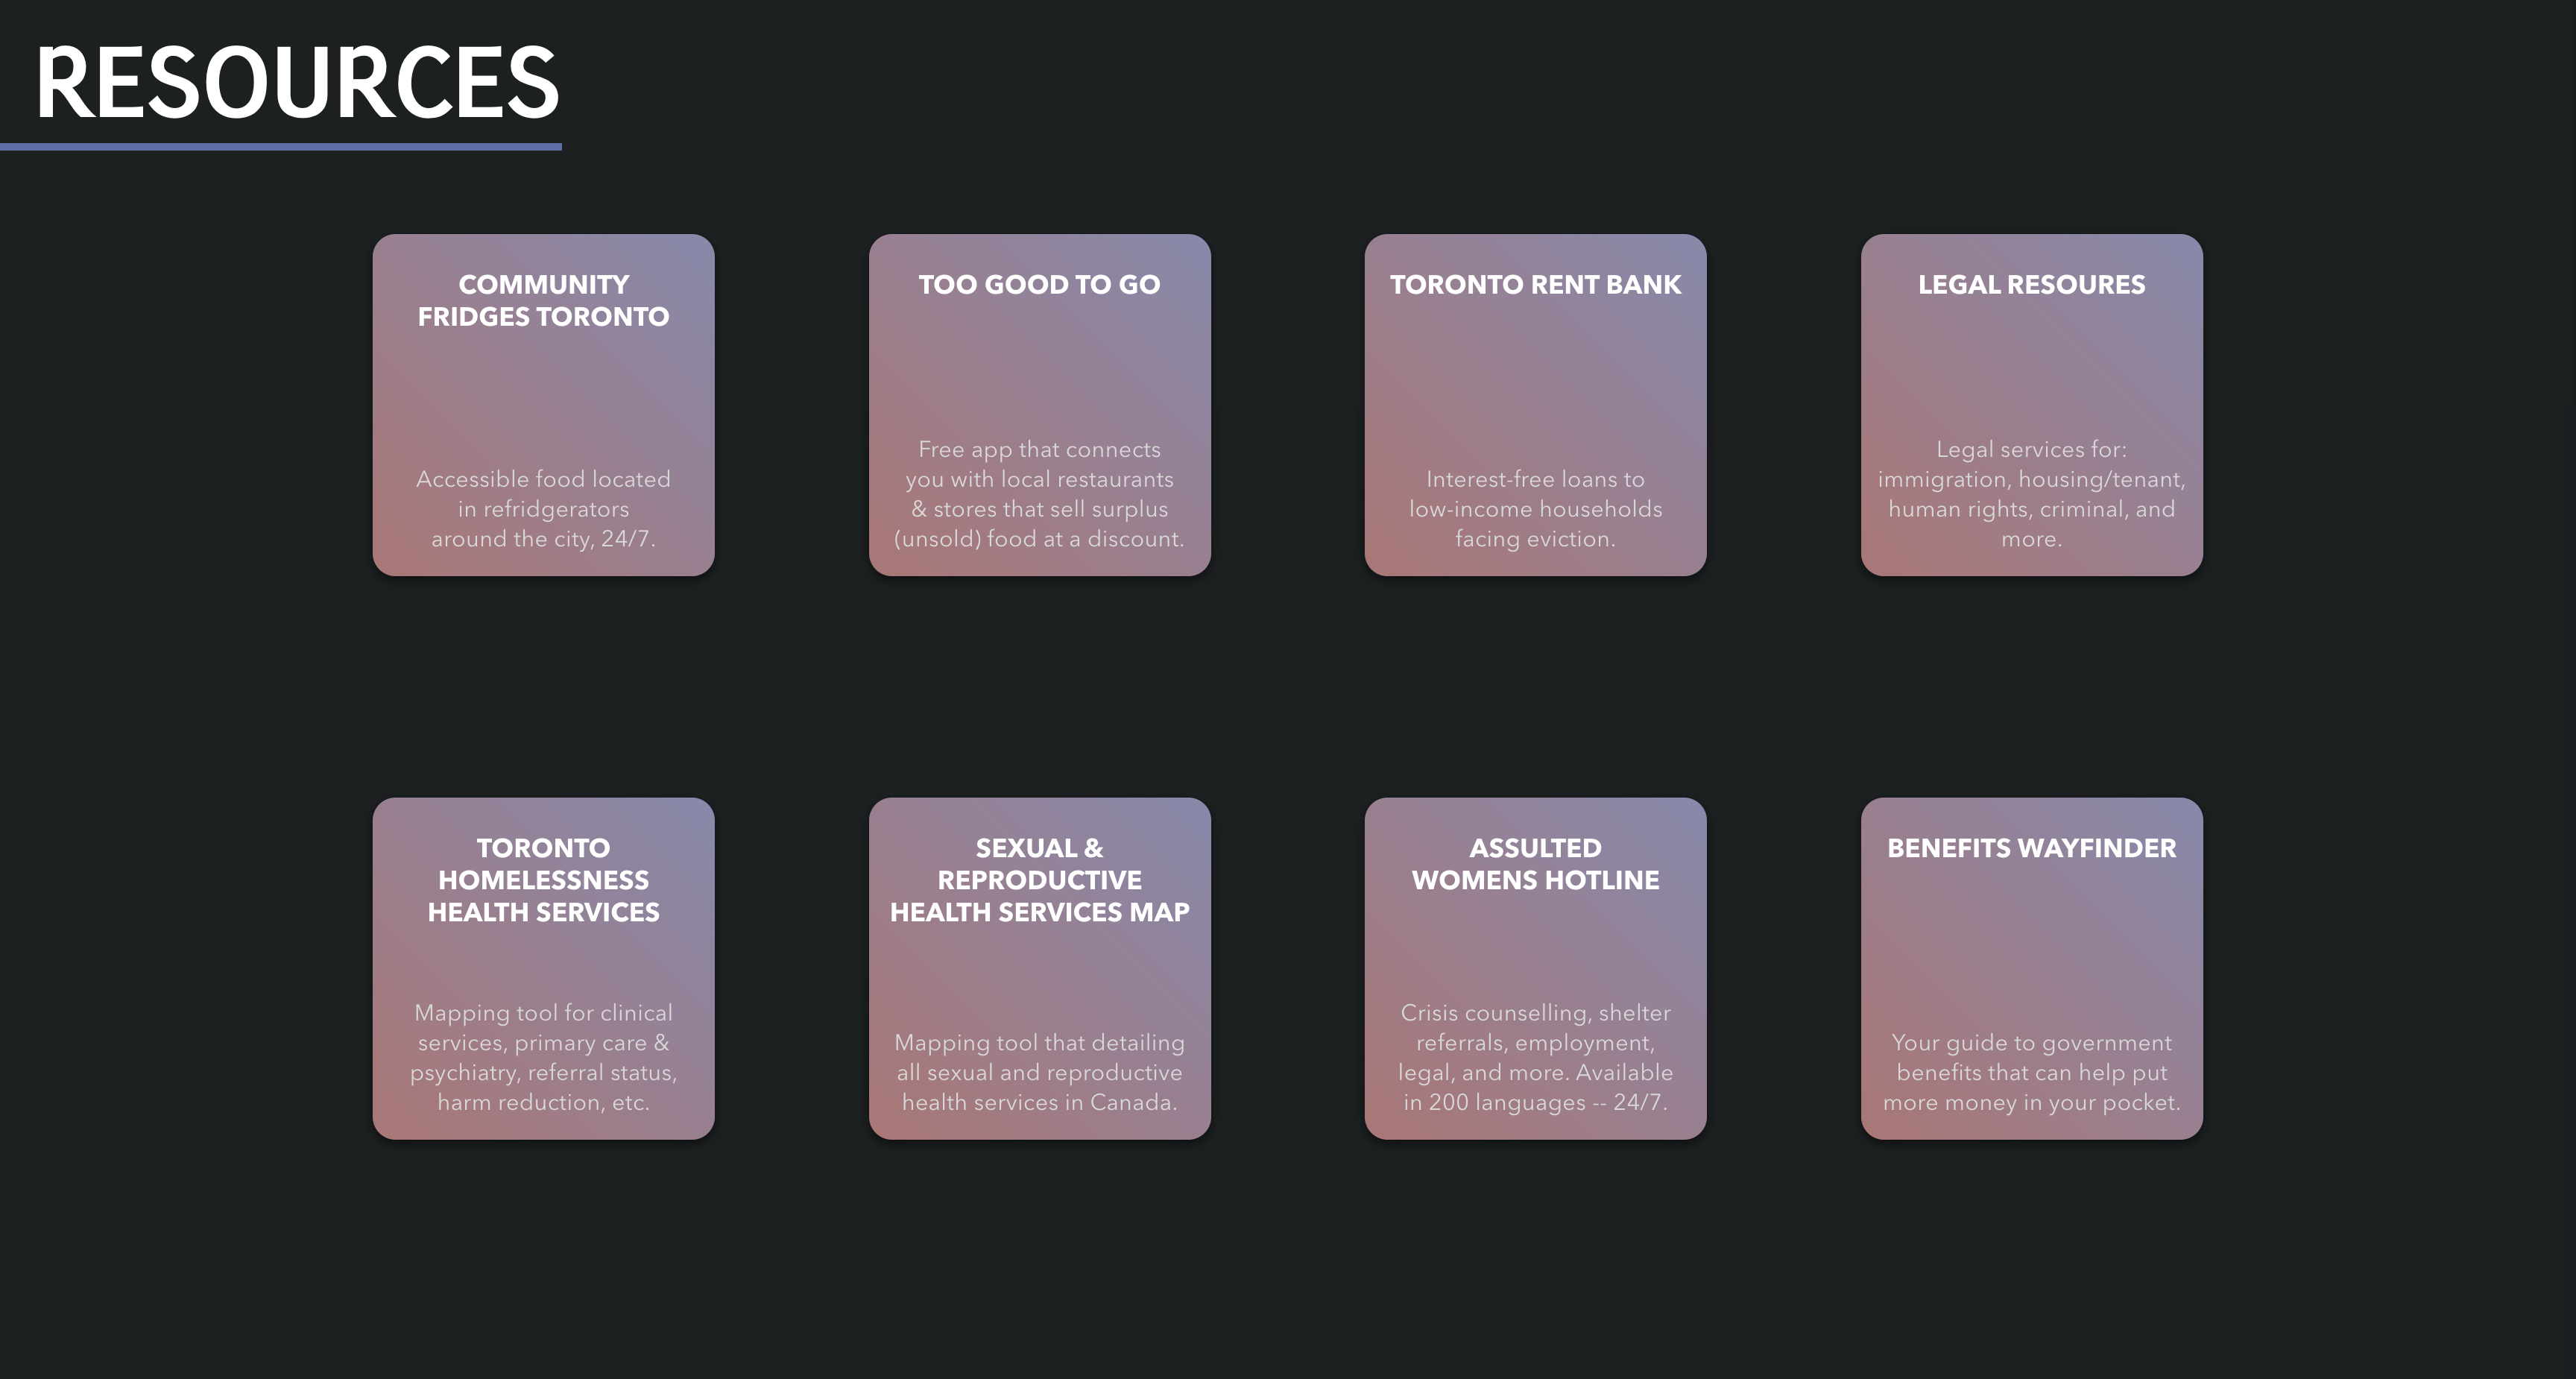 RESOURCES
COMMUNITY
FRIDGES TORONTO
Accessible food located
in refridgerators
around the city, 24/7.
TOO GOOD TO GO
Free app that connects
you with local restaurants
& stores that sell surplus
(unsold) food at a discount.
TORONTO RENT BANK
Interest-free loans to
low-income households
facing eviction.
LEGAL RESOURES
Legal services for:
immigration, housing/tenant,
human rights, criminal, and
more.
TORONTO
HOMELESSNESS
HEALTH SERVICES
Mapping tool for clinical
services, primary care &
psychiatry, referral status,
harm reduction, etc.
SEXUAL &
REPRODUCTIVE
HEALTH SERVICES MAP
Mapping tool that detailing
all sexual and reproductive
health services in Canada.
ASSULTED
WOMENS HOTLINE
Crisis counselling, shelter
referrals, employment,
legal, and more. Available
in 200 languages -- 24/7.
BENEFITS WAYFINDER
Your guide to government
benefits that can help put
more money in your pocket.